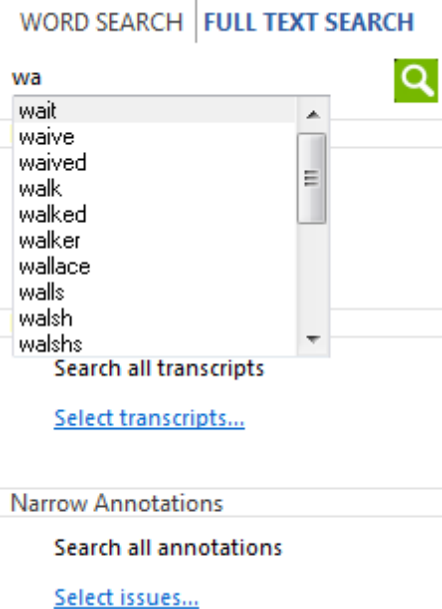 WORD SEARCH FULL TEXT SEARCH
wa
wait
waive
waived
walk
walked
walker
wallace
walls
walsh
walshs
Search all transcripts
Select transcripts...
Narrow Annotations
Search all annotations
Select issues...